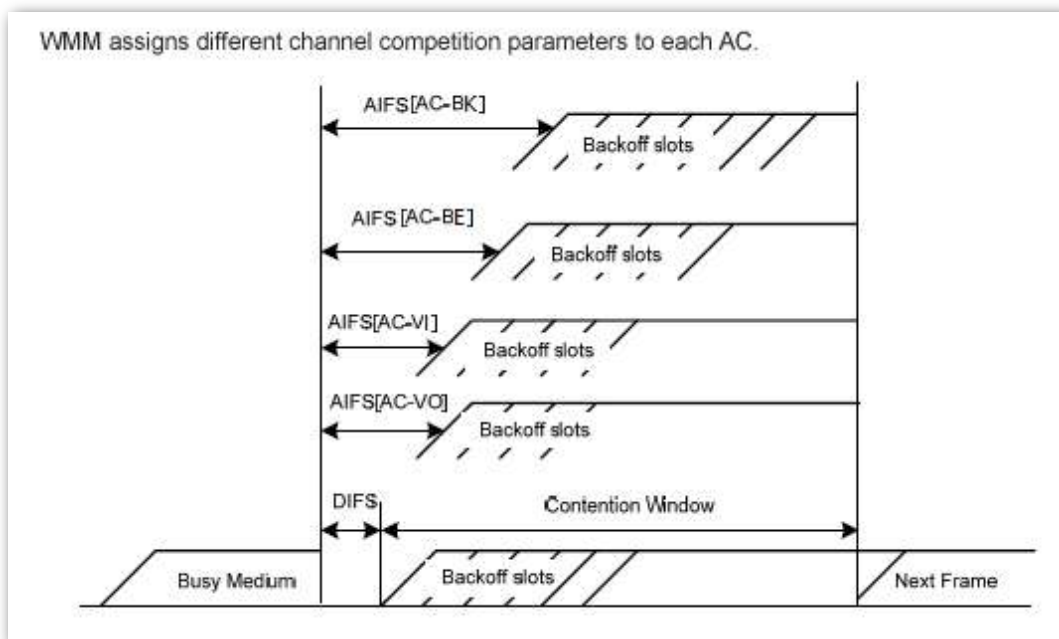 WMM assigns different channel competition parameters to each AC.
AIFS[AC-BK]
Backoff slots
AIFS[AC-BE]
Backoff slots
AIFS[AC-VI]
Backoff slots
AIFS[AC-VO]
Backoff slots
DIFS
Contention Window
Busy Medium
Backoff slots
Next Frame